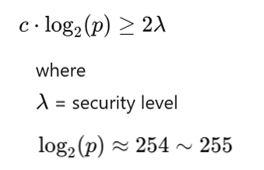 c · log₂(p) ≥ 2λ
where
λ = security level
log₂(p) ≈ 254 ∼ 255